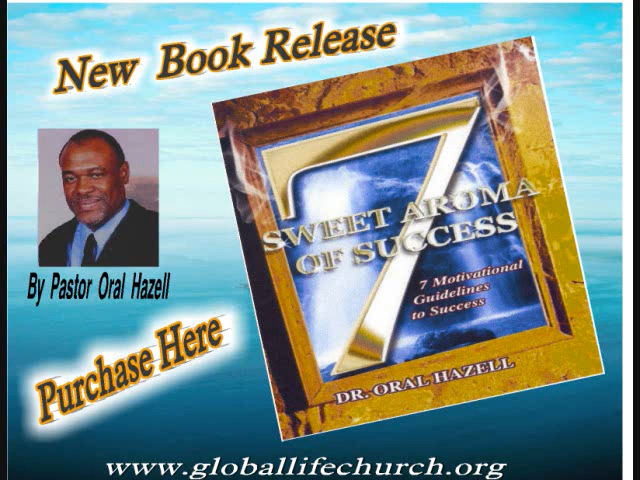 New Book Release
7
SWEET AROMA
OF SUCCESS
7 Motivational
Guidelines
to Success
DR. ORAL HAZELL
By Pastor Oral Hazell
Purchase Here
www.globallifechurch.org